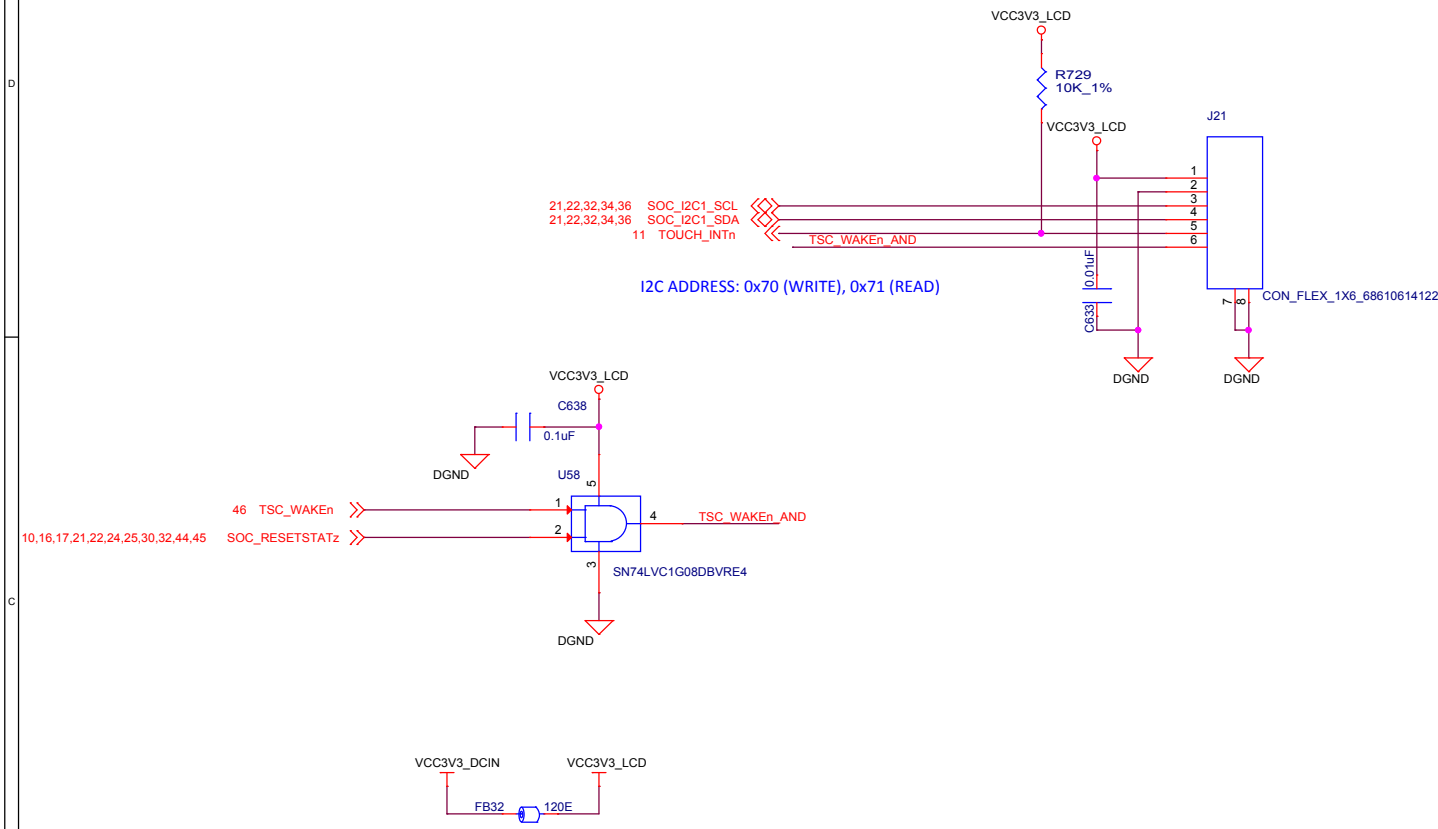 VCC3V3_LCD
D
R729
10K_1%
J21
VCC3V3_LCD
1
2
21,22,32,34,36 SOC_I2C1_SCL 3
21,22,32,34,36 SOC_I2C1_SDA 4
11 TOUCH_INTn 5
TSC_WAKEn_AND 6
0.01uF
I2C ADDRESS: 0x70 (WRITE), 0x71 (READ)
7 8 CON_FLEX_1X6_68610614122
C633
DGND DGND
VCC3V3_LCD
C638
0.1uF
DGND
U58
5
46 TSC_WAKEn 1
4 TSC_WAKEn_AND
10,16,17,21,22,24,25,30,32,44,45 SOC_RESETSTATz 2
3
SN74LVC1G08DBVRE4
C
DGND
VCC3V3_DCIN VCC3V3_LCD
FB32 120E